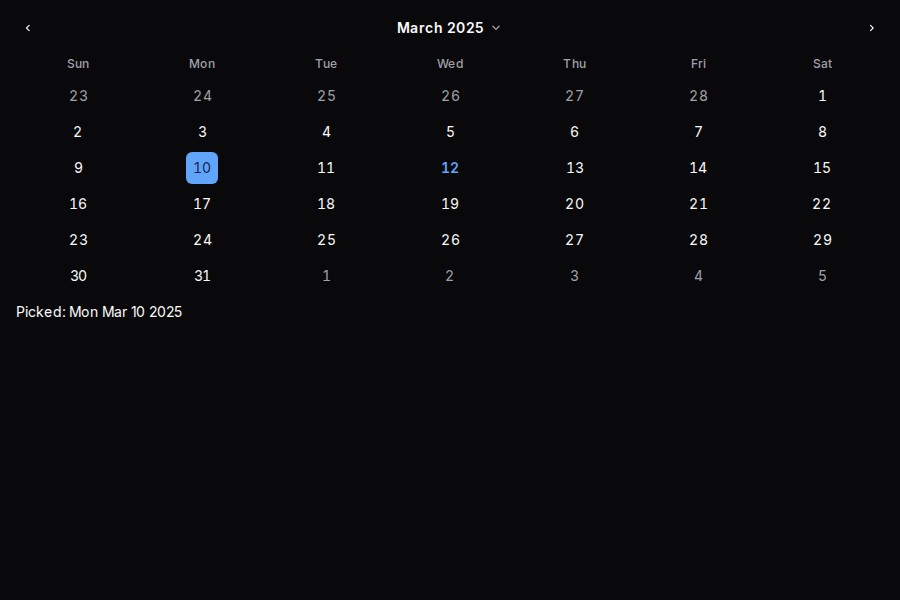 ‹ March 2025 ›
Sun Mon Tue Wed Thu Fri Sat
23 24 25 26 27 28 1
2 3 4 5 6 7 8
9 10 11 12 13 14 15
16 17 18 19 20 21 22
23 24 25 26 27 28 29
30 31 1 2 3 4 5
Picked: Mon Mar 10 2025